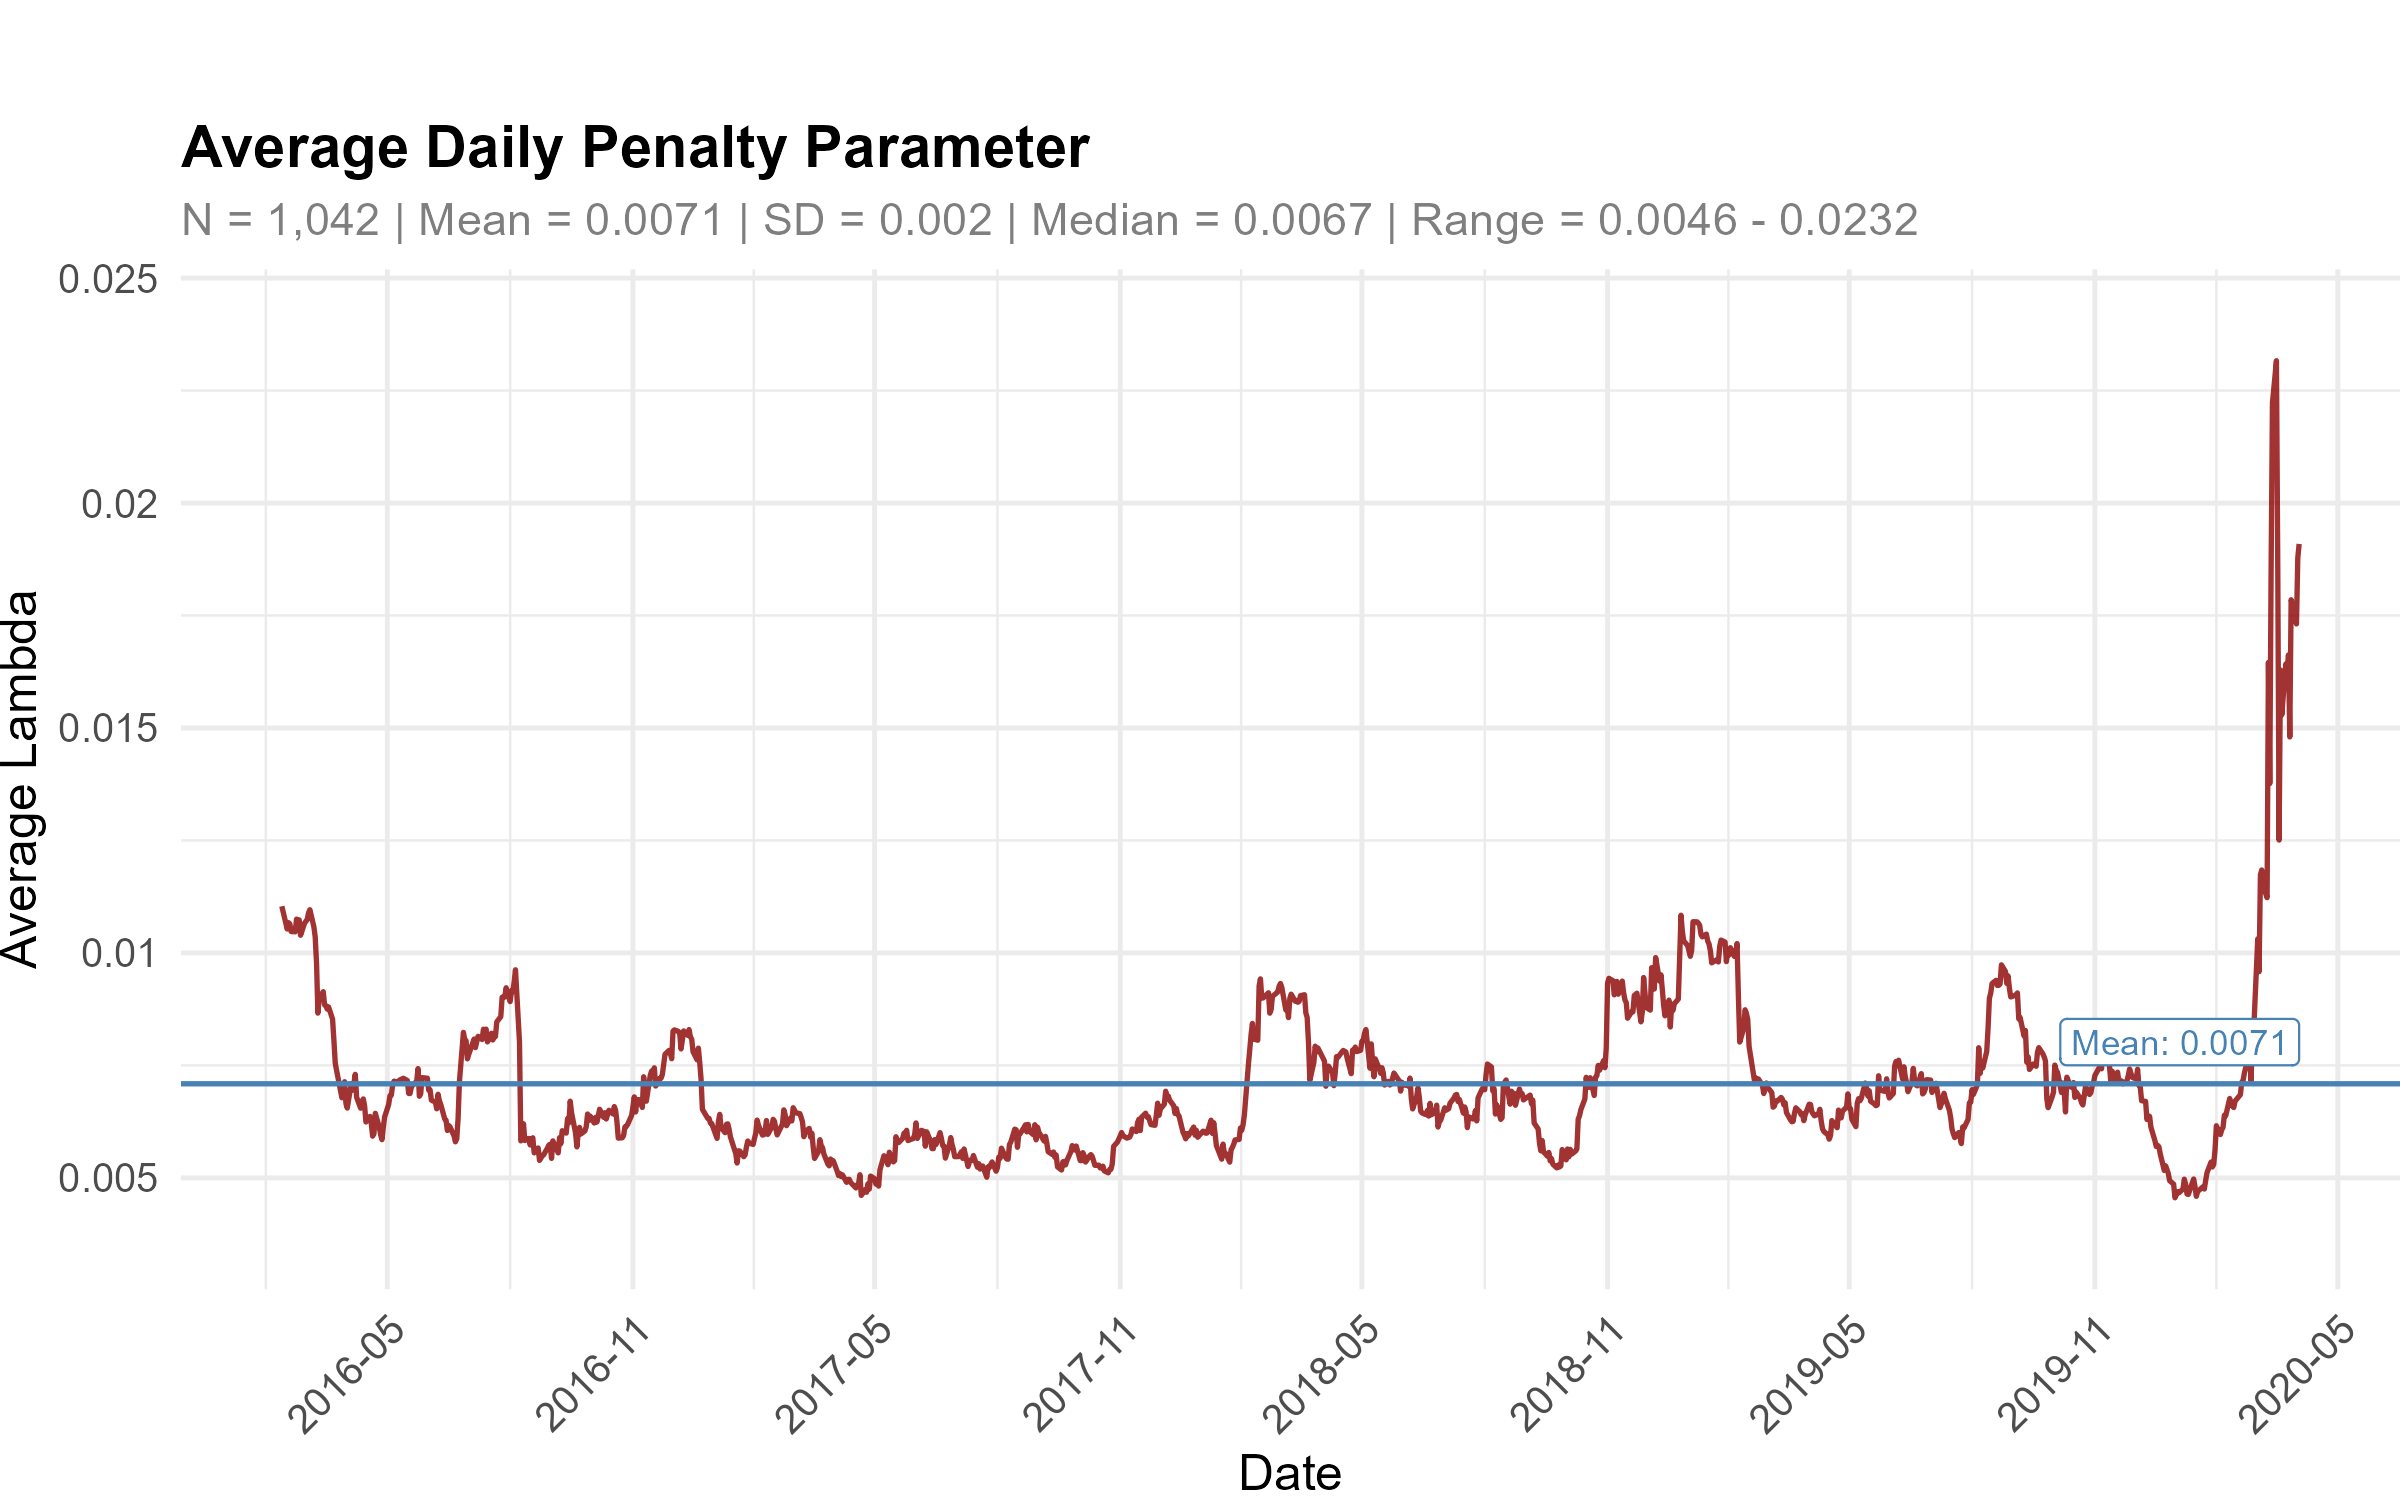 Average Daily Penalty Parameter
N = 1,042 | Mean = 0.0071 | SD = 0.002 | Median = 0.0067 | Range = 0.0046 - 0.0232
0.025
0.02
0.015
0.01
0.005
Average Lambda
Mean: 0.0071
2016-05
2016-11
2017-05
2017-11
2018-05
2018-11
2019-05
2019-11
2020-05
Date